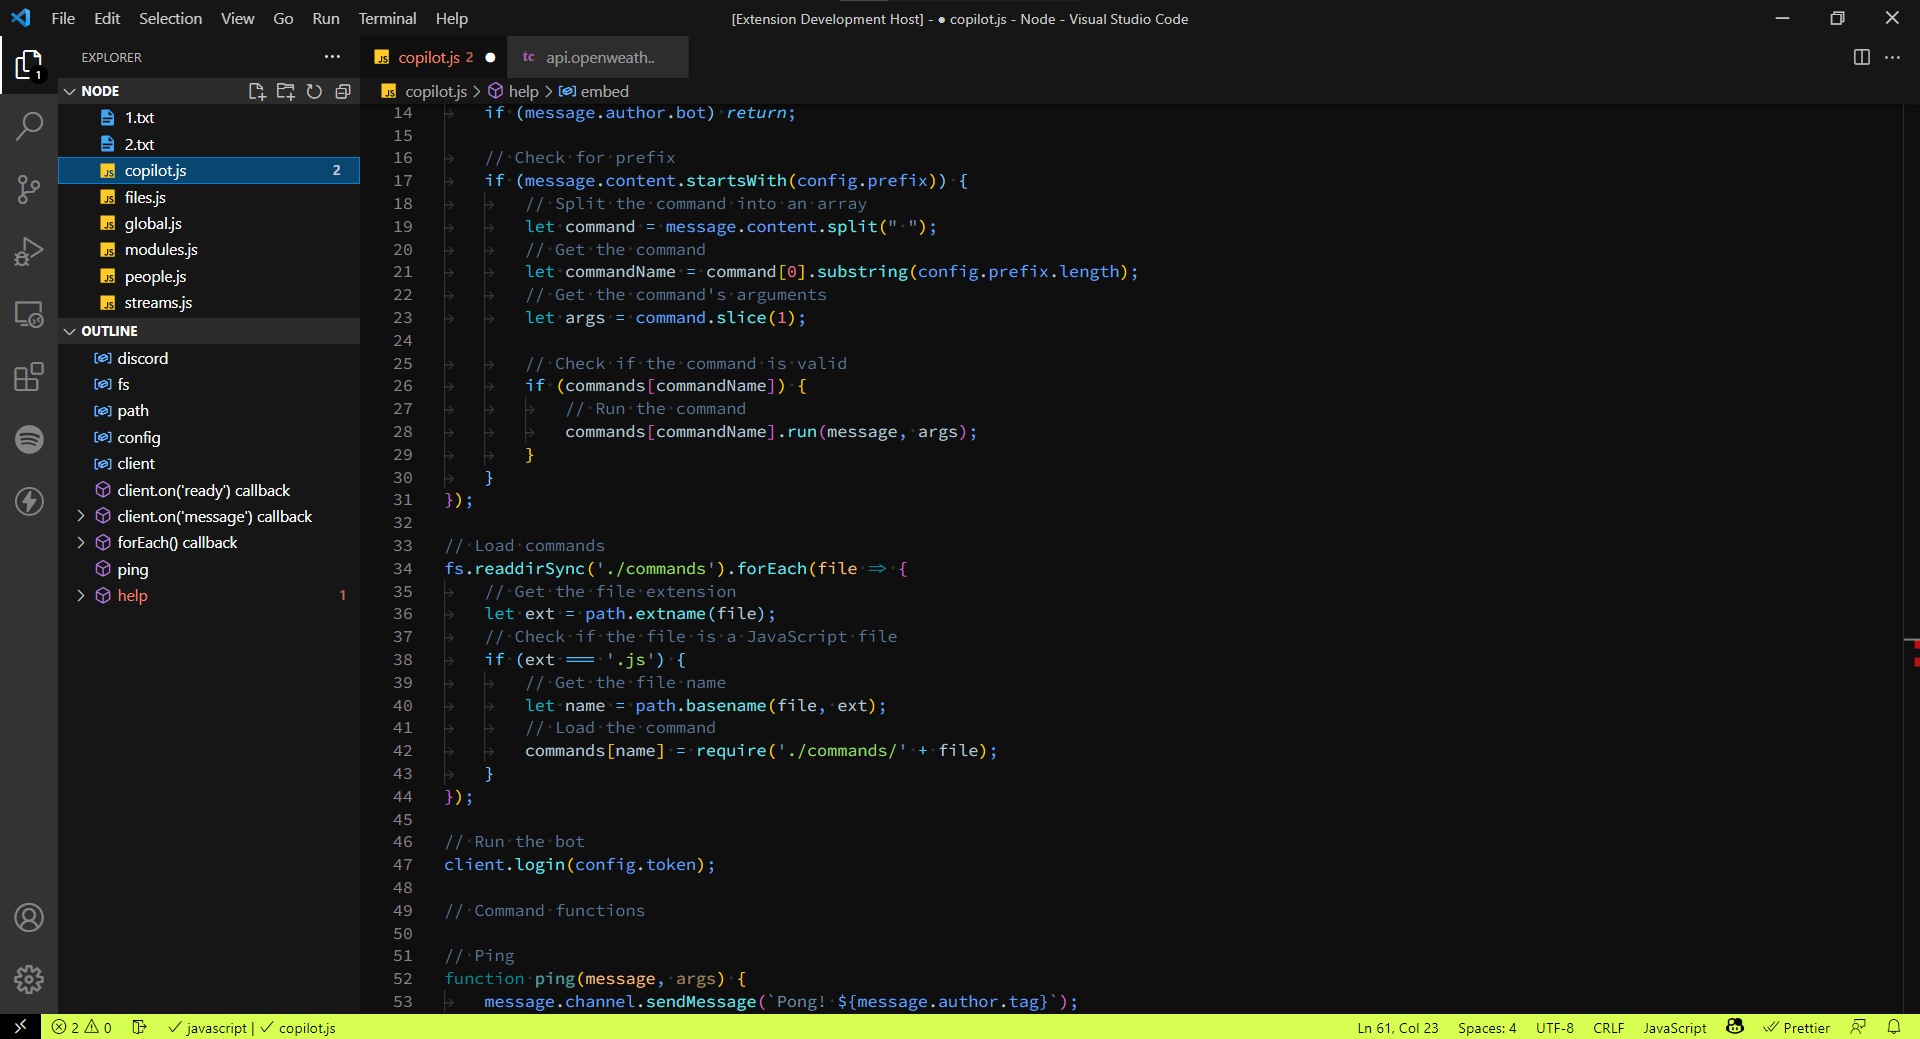 File Edit Selection View Go Run Terminal Help
[Extension Development Host] - ● copilot.js - Node - Visual Studio Code
EXPLORER
copilot.js 2 ●
tc api.openweath..
1
NODE
copilot.js > help > embed
1.txt
2.txt
copilot.js 2
files.js
global.js
modules.js
people.js
streams.js
OUTLINE
discord
fs
path
config
client
client.on('ready') callback
client.on('message') callback
forEach() callback
ping
help 1
14 if (message.author.bot) return;
15
16 // Check for prefix
17 if (message.content.startsWith(config.prefix)) {
18 // Split the command into an array
19 let command = message.content.split(" ");
20 // Get the command
21 let commandName = command[0].substring(config.prefix.length);
22 // Get the command's arguments
23 let args = command.slice(1);
24
25 // Check if the command is valid
26 if (commands[commandName]) {
27 // Run the command
28 commands[commandName].run(message, args);
29 }
30 }
31 });
32
33 // Load commands
34 fs.readdirSync('./commands').forEach(file => {
35 // Get the file extension
36 let ext = path.extname(file);
37 // Check if the file is a JavaScript file
38 if (ext === '.js') {
39 // Get the file name
40 let name = path.basename(file, ext);
41 // Load the command
42 commands[name] = require('./commands/' + file);
43 }
44 });
45
46 // Run the bot
47 client.login(config.token);
48
49 // Command functions
50
51 // Ping
52 function ping(message, args) {
53 message.channel.sendMessage(`Pong! ${message.author.tag}`);
2 0 javascript | copilot.js
Ln 61, Col 23 Spaces: 4 UTF-8 CRLF JavaScript Prettier